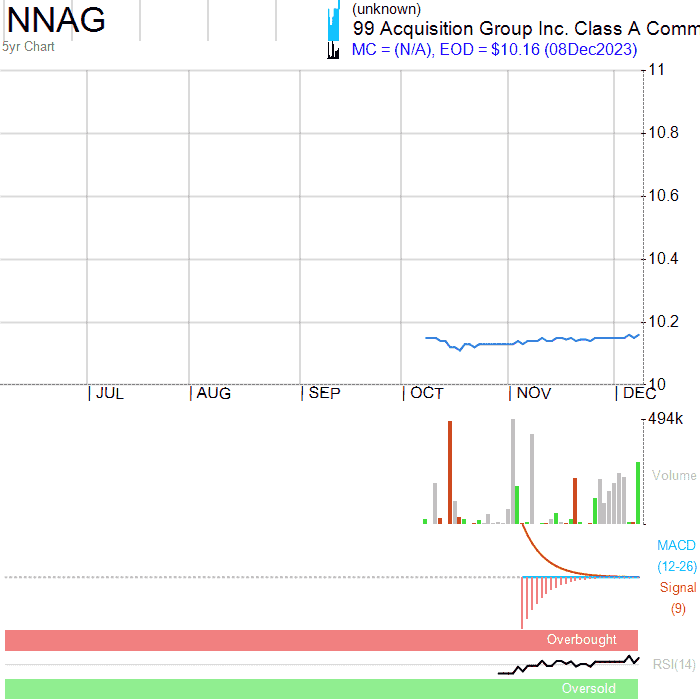 NNAG
5yr Chart
(unknown)
99 Acquisition Group Inc. Class A Comm
MC = (N/A), EOD = $10.16 (08Dec2023)
11
10.8
10.6
10.4
10.2
10
JUL AUG SEP OCT NOV DEC
494k
Volume
MACD
(12-26)
Signal
(9)
Overbought
RSI(14)
Oversold